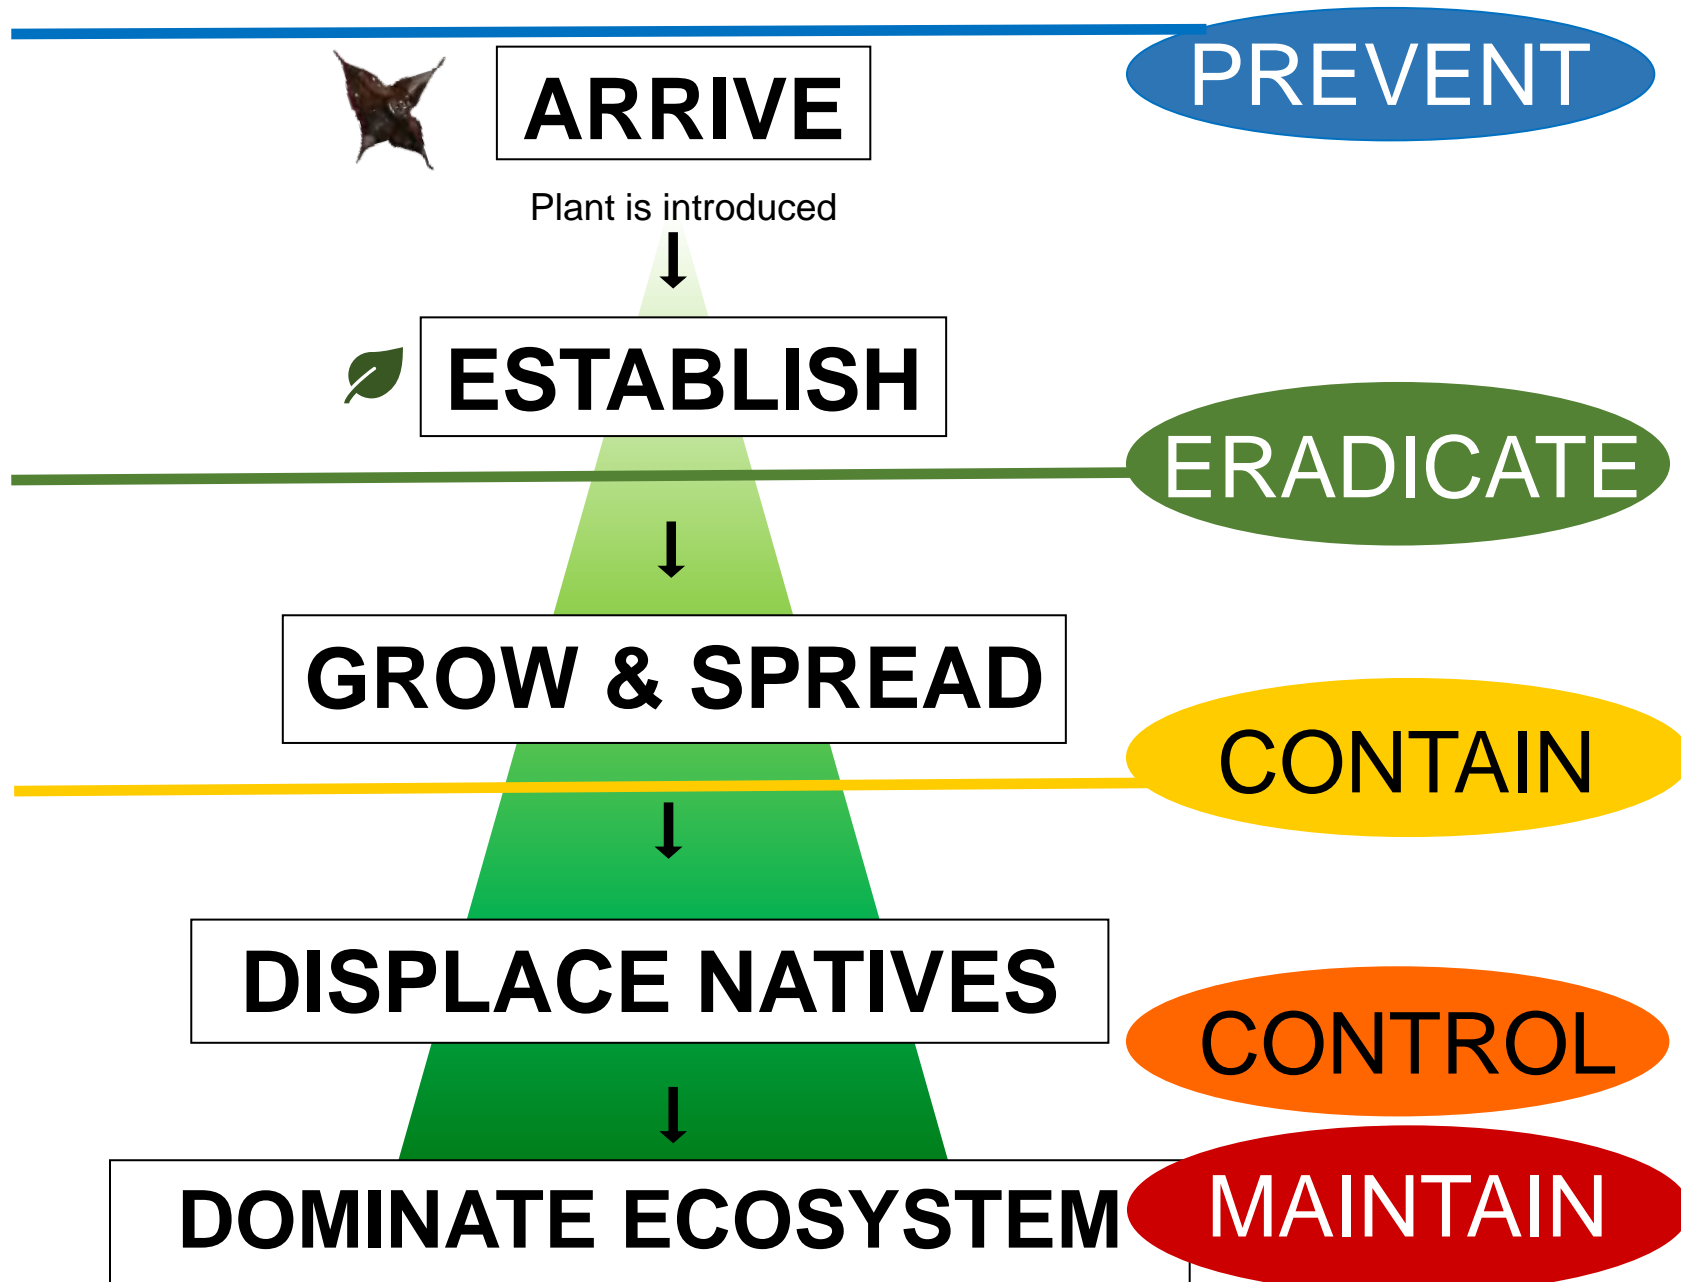 PREVENT
ARRIVE
Plant is introduced
ESTABLISH
ERADICATE
GROW & SPREAD
CONTAIN
DISPLACE NATIVES
CONTROL
DOMINATE ECOSYSTEM
MAINTAIN